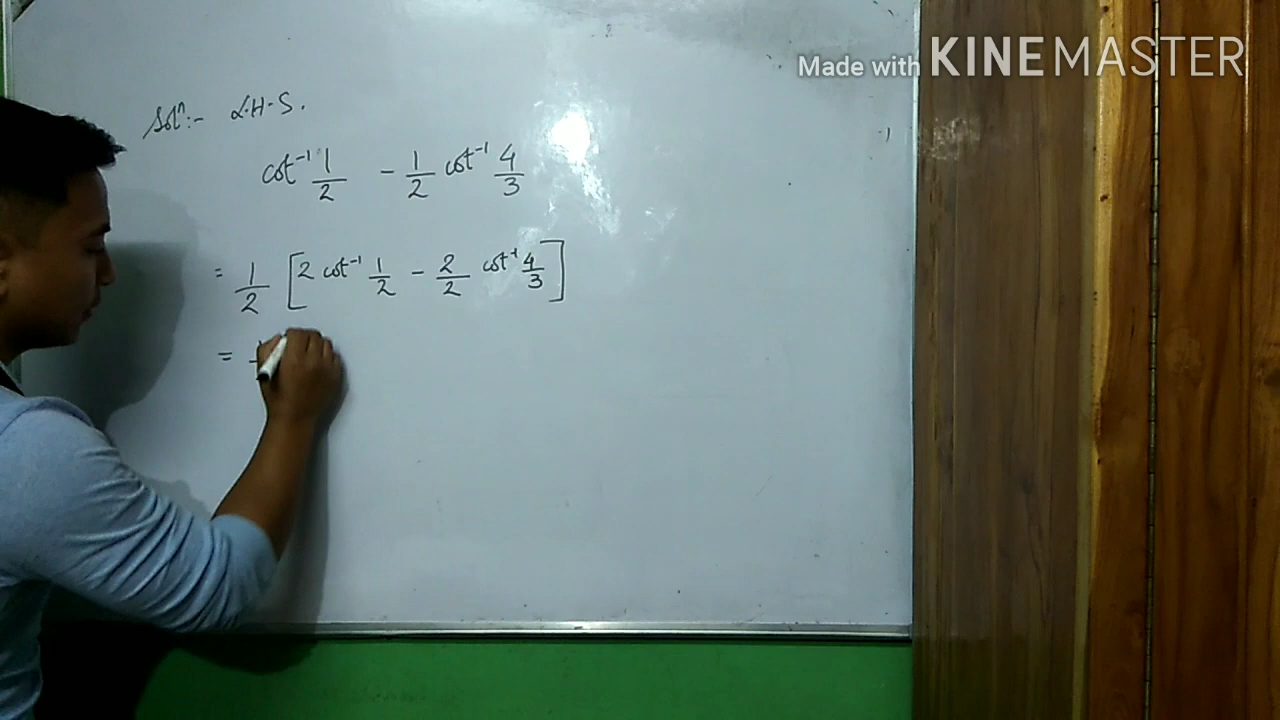 Made with KINEMASTER
Solⁿ:- L.H.S.
cot⁻¹ 1/2 - 1/2 cot⁻¹ 4/3
= 1/2 [2 cot⁻¹ 1/2 - 2/2 cot⁻¹ 4/3]
=